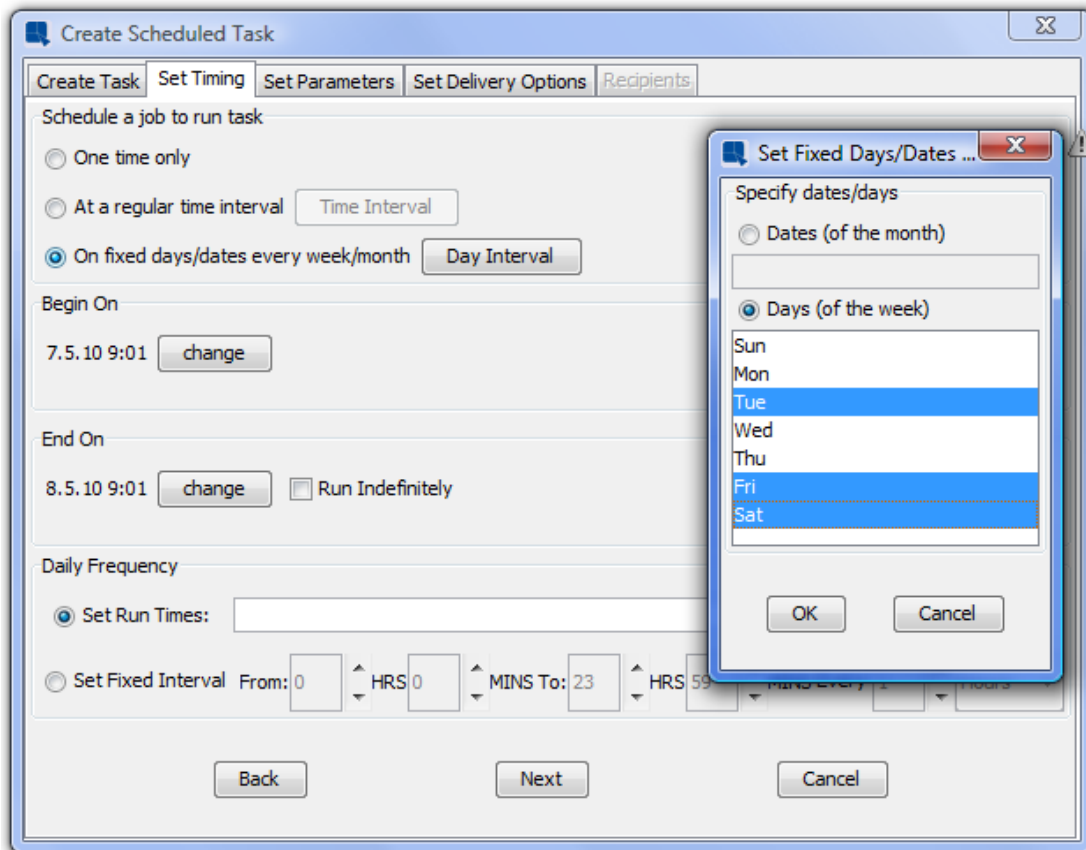 Create Scheduled Task
Create Task Set Timing Set Parameters Set Delivery Options Recipients
Schedule a job to run task
One time only
At a regular time interval Time Interval
On fixed days/dates every week/month Day Interval
Begin On
7.5.10 9:01 change
End On
8.5.10 9:01 change Run Indefinitely
Daily Frequency
Set Run Times:
Set Fixed Interval From: 0 HRS 0 MINS To: 23 HRS 59 MINS Every 1 Hours
Back Next Cancel
Set Fixed Days/Dates ...
Specify dates/days
Dates (of the month)
Days (of the week)
Sun
Mon
Tue
Wed
Thu
Fri
Sat
OK Cancel